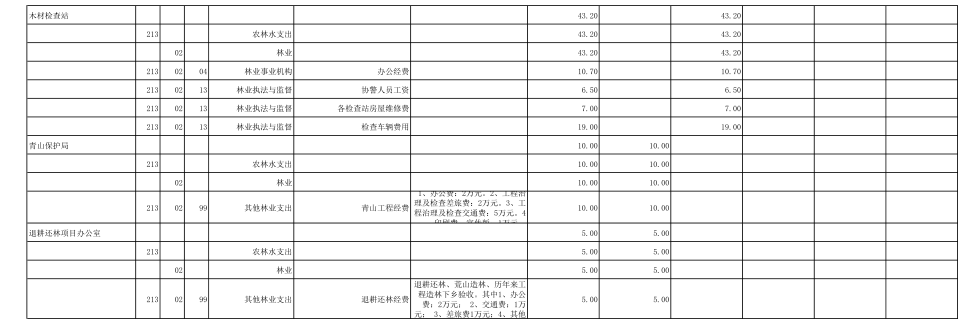 木材检查站 43.20 43.20
213 农林水支出 43.20 43.20
02 林业 43.20 43.20
213 02 04 林业事业机构 办公经费 10.70 10.70
213 02 13 林业执法与监督 协警人员工资 6.50 6.50
213 02 13 林业执法与监督 各检查站房屋维修费 7.00 7.00
213 02 13 林业执法与监督 检查车辆费用 19.00 19.00
青山保护局 10.00 10.00
213 农林水支出 10.00 10.00
02 林业 10.00 10.00
1、办公费：2万元。2、工程治
理及检查差旅费：2万元。3、工
213 02 99 其他林业支出 青山工程经费 程治理及检查交通费：5万元。4 10.00 10.00
退耕还林项目办公室 5.00 5.00
213 农林水支出 5.00 5.00
02 林业 5.00 5.00
退耕还林、荒山造林、历年来工
程造林下乡验收。其中1、办公
213 02 99 其他林业支出 退耕还林经费 费：2万元； 2、交通费：1万 5.00 5.00
元； 3、差旅费1万元；4、其他